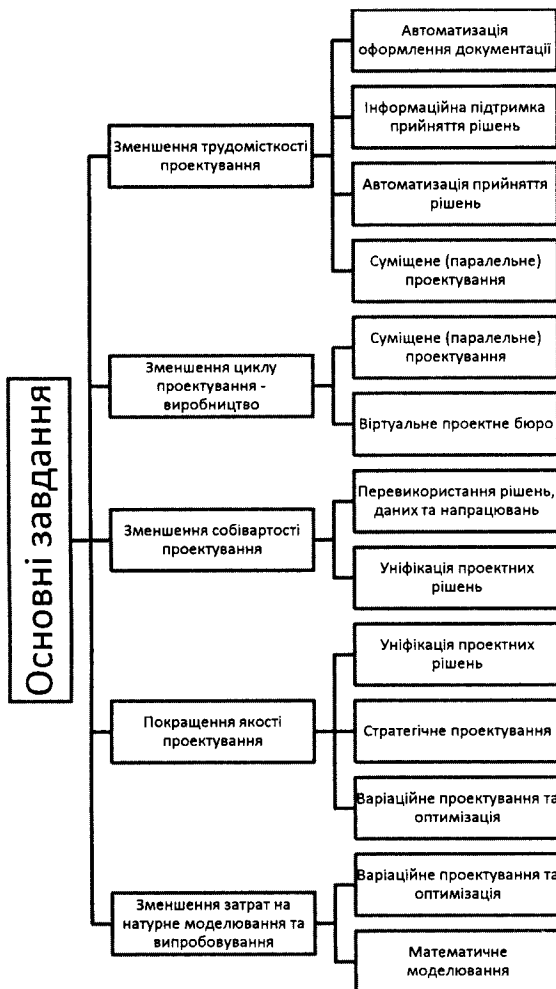 Основні завдання
Зменшення трудомісткості
проектування
Автоматизація
оформлення документації
Інформаційна підтримка
прийняття рішень
Автоматизація прийняття
рішень
Суміщене (паралельне)
проектування
Зменшення циклу
проектування -
виробництво
Суміщене (паралельне)
проектування
Віртуальне проектне бюро
Зменшення собівартості
проектування
Перевикористання рішень,
даних та напрацювань
Уніфікація проектних
рішень
Покращення якості
проектування
Уніфікація проектних
рішень
Стратегічне проектування
Варіаційне проектування та
оптимізація
Зменшення затрат на
натурне моделювання та
випробовування
Варіаційне проектування та
оптимізація
Математичне
моделювання